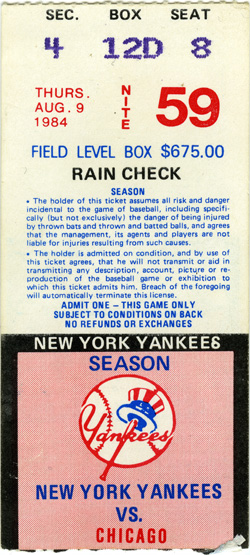 SEC. BOX SEAT
4 12D 8
THURS.
AUG. 9
1984
NITE
59
FIELD LEVEL BOX $675.00
RAIN CHECK
SEASON
• The holder of this ticket assumes all risk and danger
incidental to the game of baseball, including specifi-
cally (but not exclusively) the danger of being injured
by thrown bats and thrown and batted balls, and agrees
that the management, its agents and players are not
liable for injuries resulting from such causes.
• The holder is admitted on condition, and by use of
this ticket agrees, that he will not transmit or aid in
transmitting any description, account, picture or re-
production of the baseball game or exhibition to
which this ticket admits him. Breach of the foregoing
will automatically terminate this license.
ADMIT ONE – THIS GAME ONLY
SUBJECT TO CONDITIONS ON BACK
NO REFUNDS OR EXCHANGES
NEW YORK YANKEES
SEASON
Yankees
NEW YORK YANKEES
VS.
CHICAGO